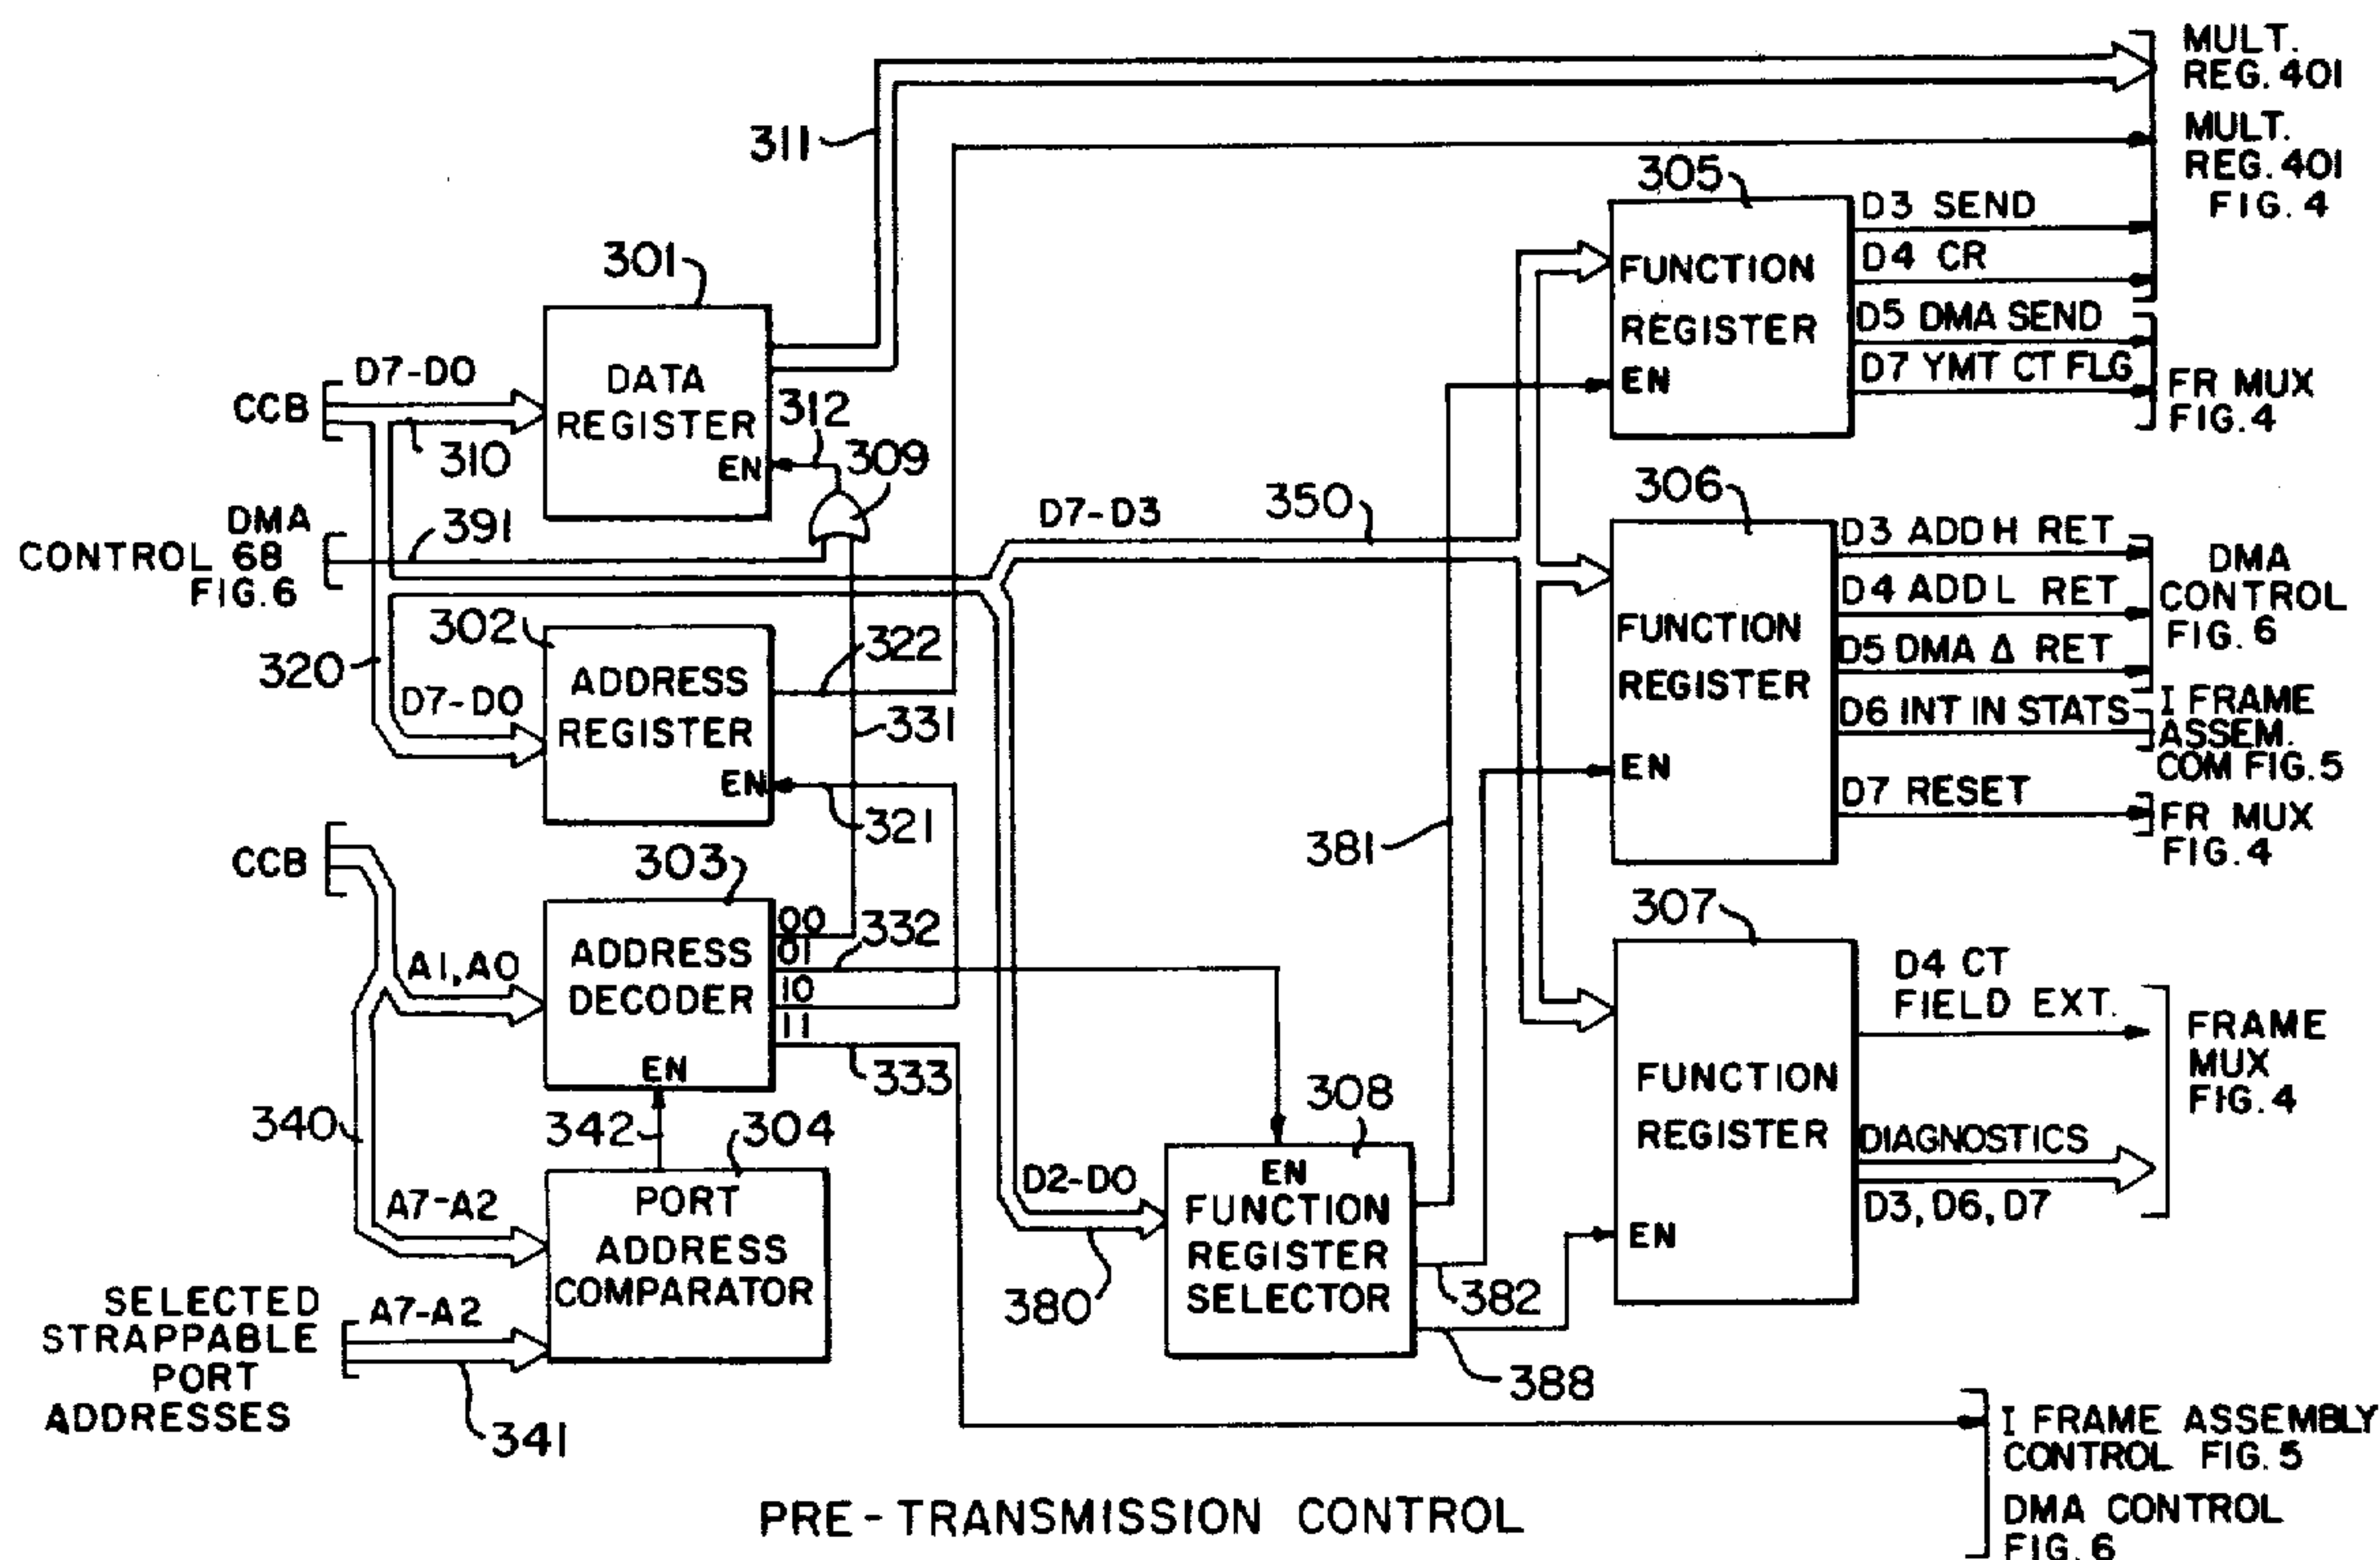 MULT.
REG. 401
MULT.
REG. 401
FIG. 4
311
305
D3 SEND
D4 CR
D5 DMA SEND
D7 YMT CT FLG
FUNCTION
REGISTER
EN
FR MUX
FIG. 4
301
DATA
REGISTER
EN
D7-D0
CCB
310
312
309
DMA
CONTROL 68
FIG. 6
391
D7-D3
350
306
FUNCTION
REGISTER
EN
D3 ADD H RET
D4 ADD L RET
D5 DMA Δ RET
D6 INT IN STATS
D7 RESET
DMA
CONTROL
FIG. 6
I FRAME
ASSEM.
COM FIG. 5
FR MUX
FIG. 4
302
320
D7-D0
ADDRESS
REGISTER
EN
322
331
321
381
CCB
303
A1, A0
ADDRESS
DECODER
EN
00
01
10
11
332
333
307
FUNCTION
REGISTER
EN
D4 CT
FIELD EXT.
DIAGNOSTICS
D3, D6, D7
FRAME
MUX
FIG. 4
340
342
304
A7-A2
PORT
ADDRESS
COMPARATOR
SELECTED
STRAPPABLE
PORT
ADDRESSES
A7-A2
341
308
D2-D0
EN
FUNCTION
REGISTER
SELECTOR
380
382
388
I FRAME ASSEMBLY
CONTROL FIG. 5
DMA CONTROL
FIG. 6
PRE-TRANSMISSION CONTROL